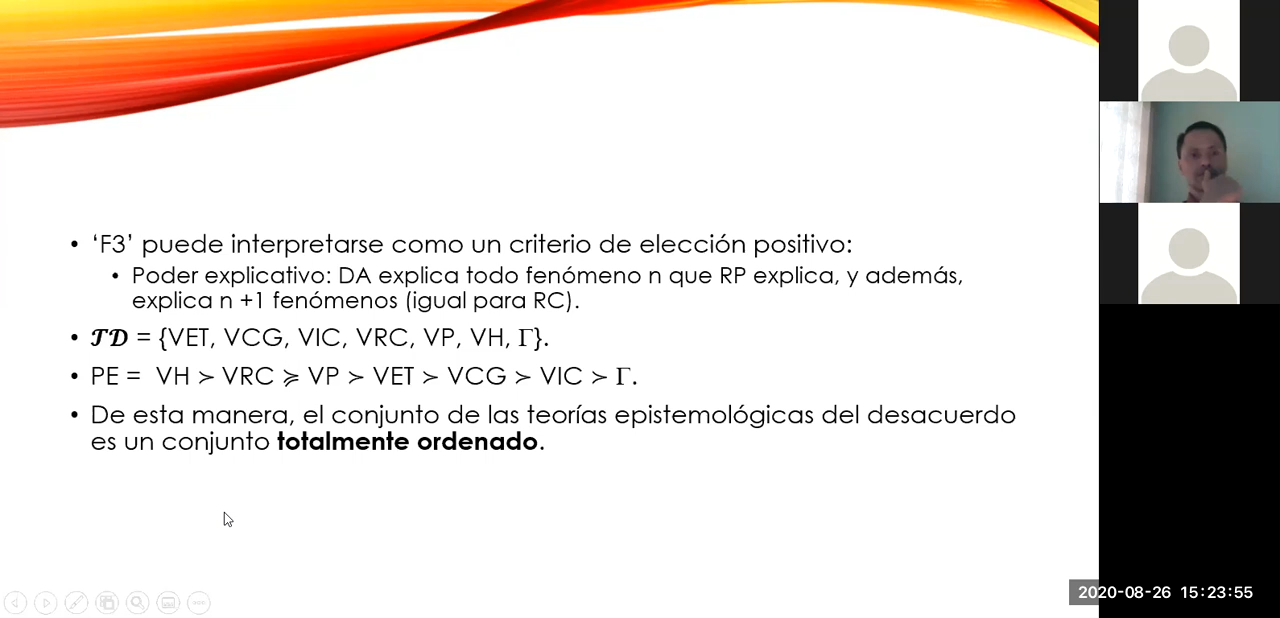 • ‘F3’ puede interpretarse como un criterio de elección positivo:
• Poder explicativo: DA explica todo fenómeno n que RP explica, y además,
explica n +1 fenómenos (igual para RC).
• 𝓣𝓓 = {VET, VCG, VIC, VRC, VP, VH, Γ}.
• PE = VH ≻ VRC ≽ VP ≻ VET ≻ VCG ≻ VIC ≻ Γ.
• De esta manera, el conjunto de las teorías epistemológicas del desacuerdo
es un conjunto totalmente ordenado.
2020-08-26 15:23:55